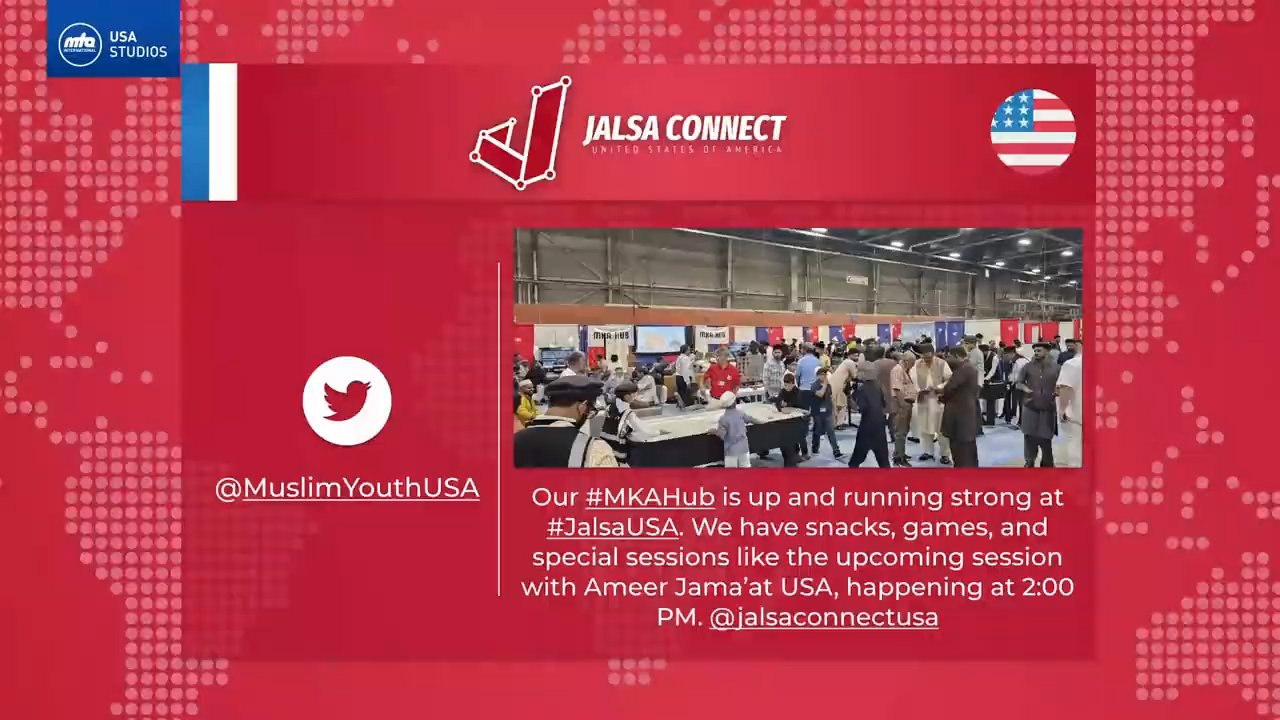 mta
INTERNATIONAL
USA
STUDIOS
JALSA CONNECT
UNITED STATES OF AMERICA
MKA HUB
MKA HUB
@MuslimYouthUSA
Our #MKAHub is up and running strong at
#JalsaUSA. We have snacks, games, and
special sessions like the upcoming session
with Ameer Jama’at USA, happening at 2:00
PM. @jalsaconnectusa